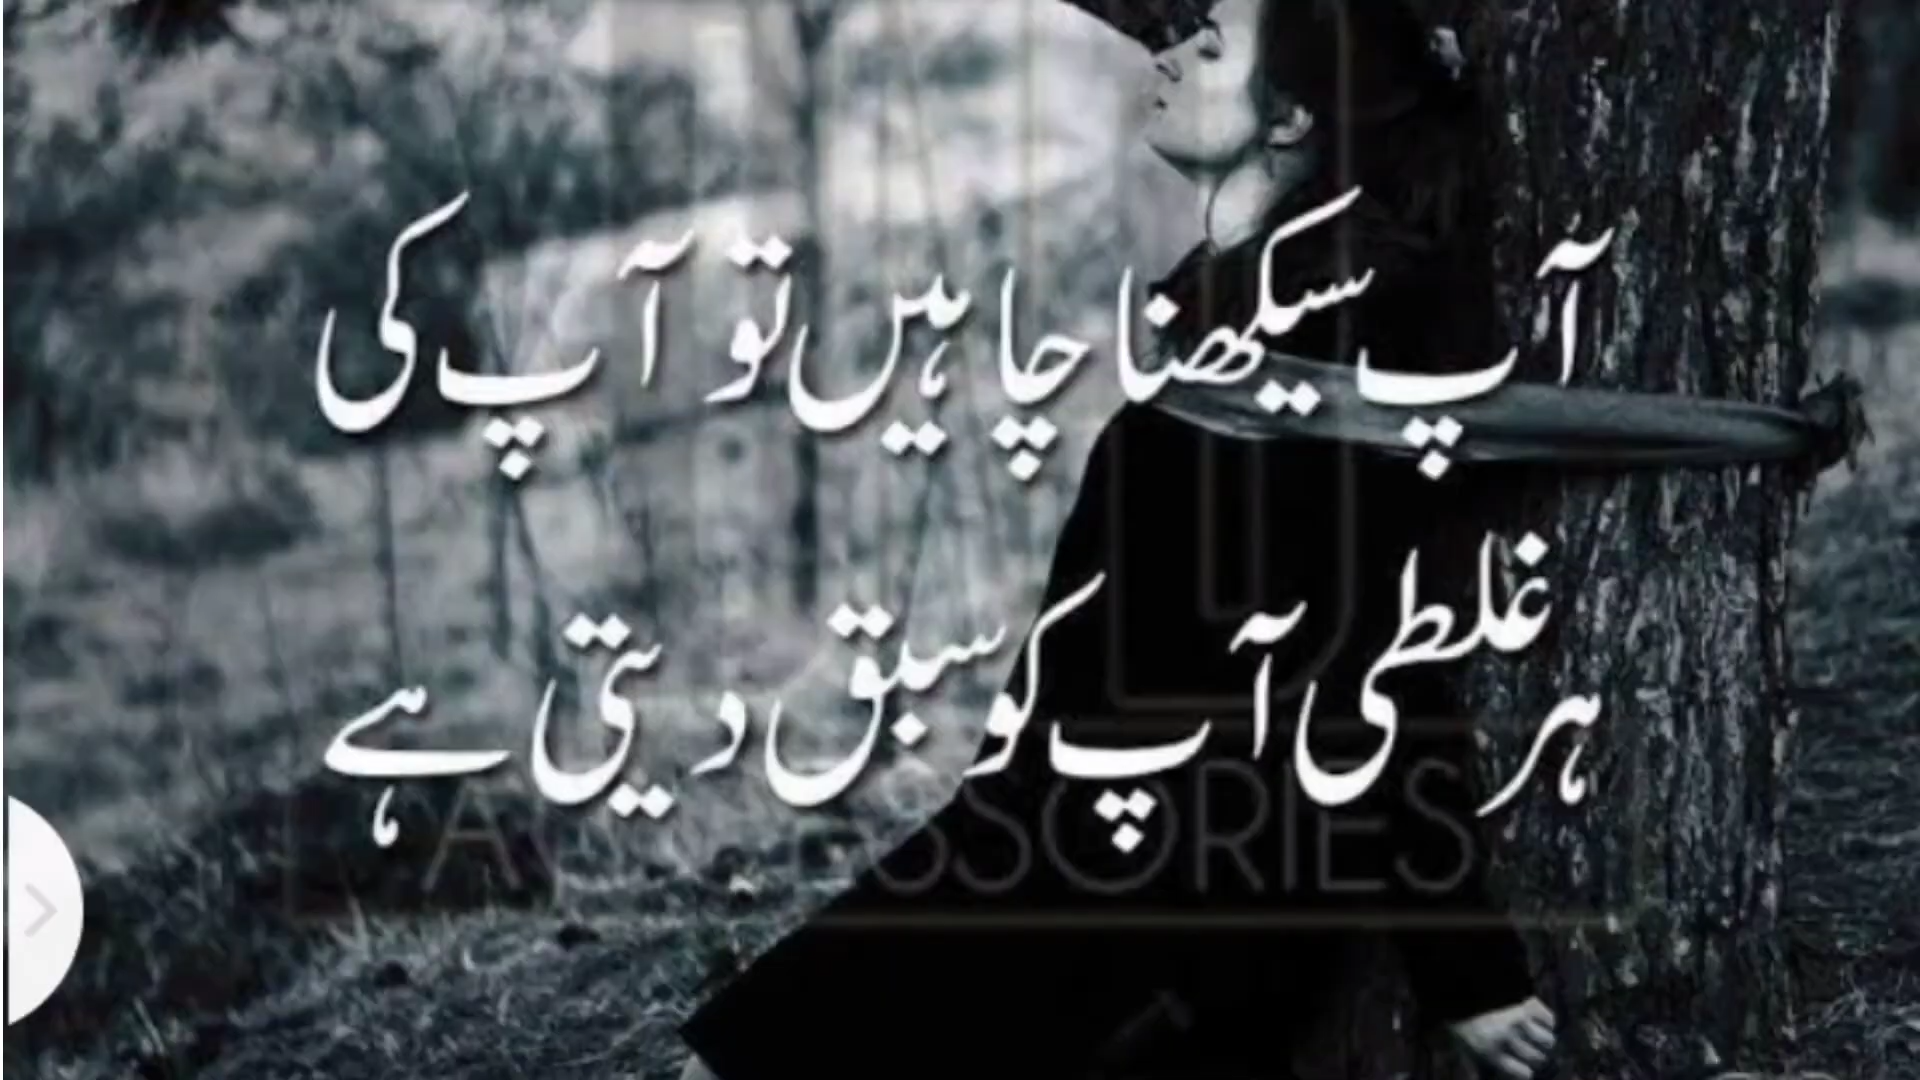 آپ سیکھنا چاہیں تو آپ کی
ہر غلطی آپ کو سبق دیتی ہے